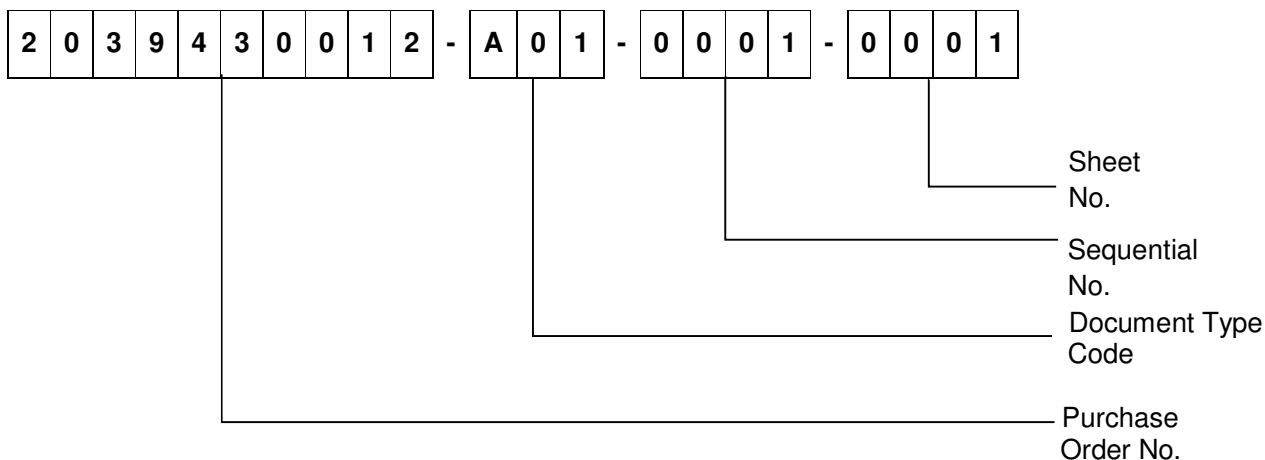 2 0 3 9 4 3 0 0 1 2 - A 0 1 - 0 0 0 1 - 0 0 0 1
Sheet
No.
Sequential
No.
Document Type
Code
Purchase
Order No.